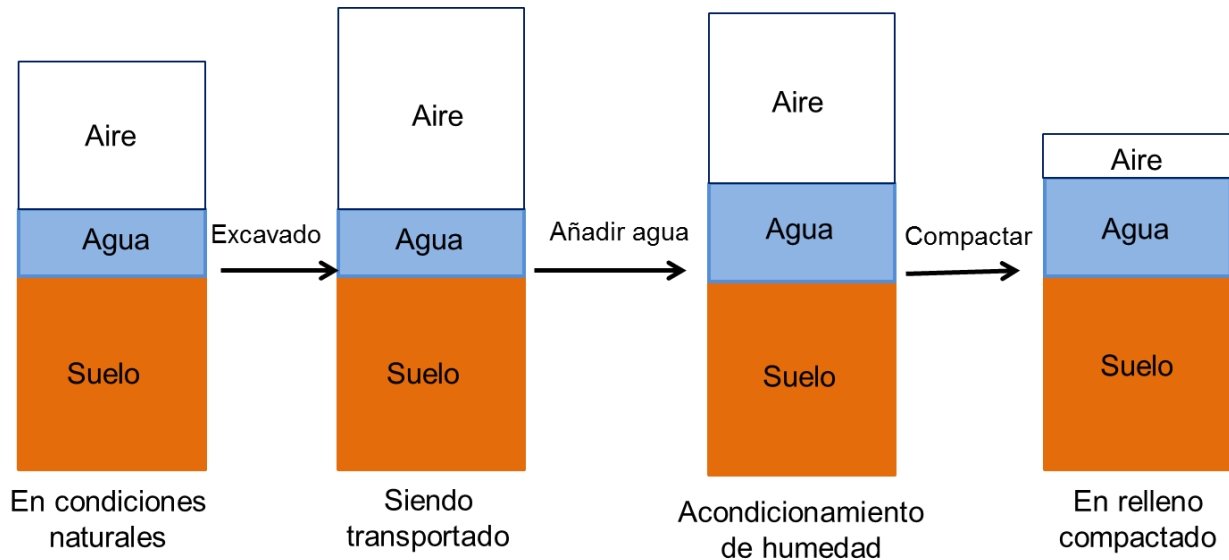 Aire
Agua
Suelo
En condiciones
naturales
Excavado
Aire
Agua
Suelo
Siendo
transportado
Añadir agua
Aire
Agua
Suelo
Acondicionamiento
de humedad
Compactar
Aire
Agua
Suelo
En relleno
compactado